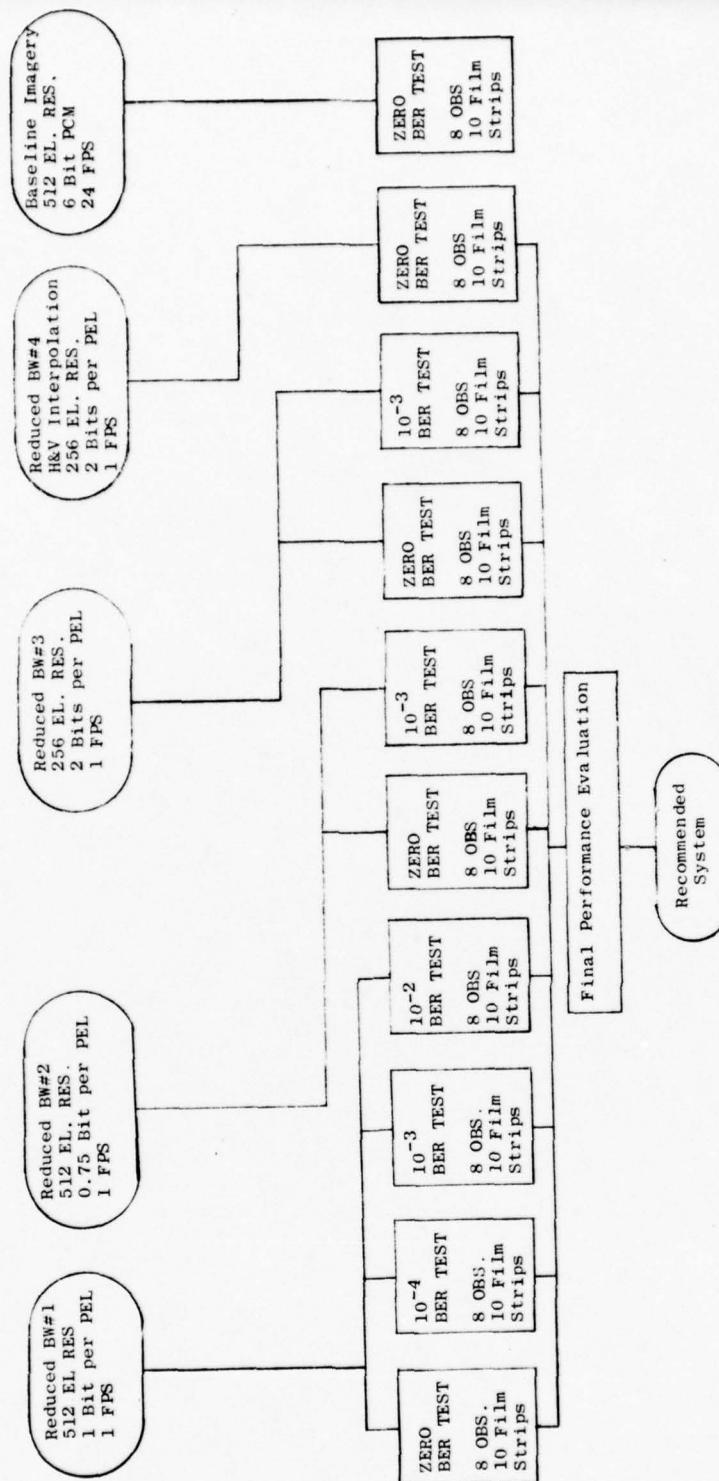 Reduced BW#1
512 EL RES
1 Bit per PEL
1 FPS
Reduced BW#2
512 EL. RES.
0.75 Bit per PEL
1 FPS
Reduced BW#3
256 EL. RES.
2 Bits per PEL
1 FPS
Reduced BW#4
H&V Interpolation
256 EL. RES.
2 Bits per PEL
1 FPS
Baseline Imagery
512 EL. RES.
6 Bit PCM
24 FPS
ZERO
BER TEST
8 OBS.
10 Film
Strips
10-4
BER TEST
8 OBS.
10 Film
Strips
10-3
BER TEST
8 OBS.
10 Film
Strips
10-2
BER TEST
8 OBS
10 Film
Strips
ZERO
BER TEST
8 OBS
10 Film
Strips
10-3
BER TEST
8 OBS
10 Film
Strips
ZERO
BER TEST
8 OBS
10 Film
Strips
10-3
BER TEST
8 OBS
10 Film
Strips
ZERO
BER TEST
8 OBS
10 Film
Strips
ZERO
BER TEST
8 OBS
10 Film
Strips
Final Performance Evaluation
Recommended
System